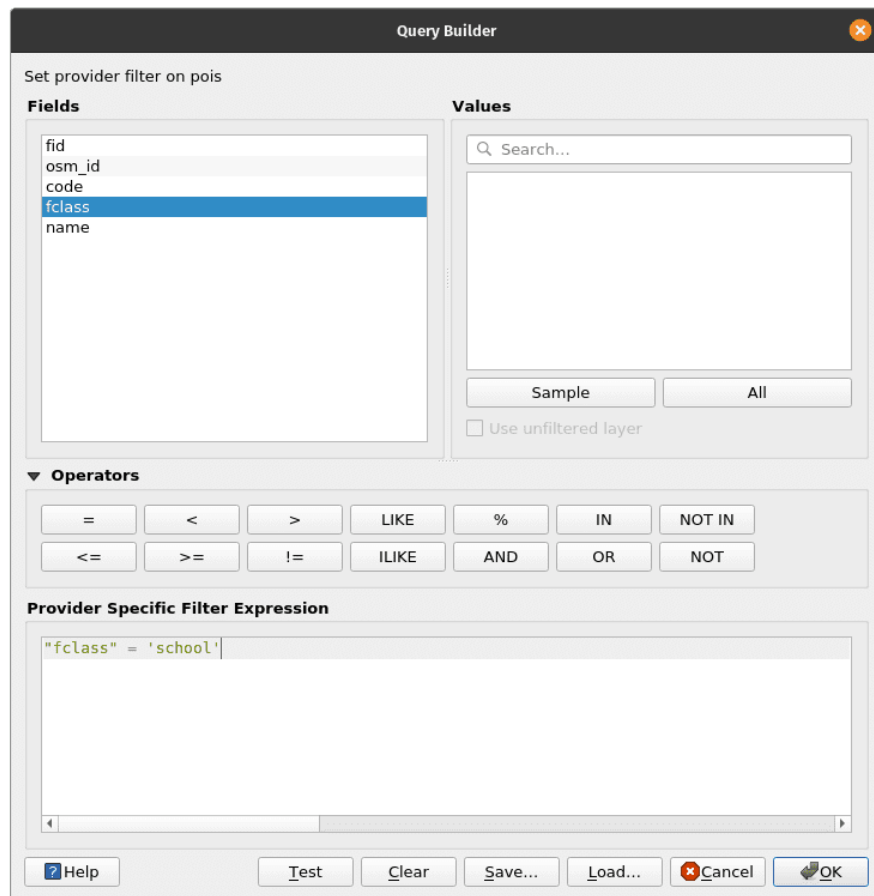 Query Builder
Set provider filter on pois
Fields
fid
osm_id
code
fclass
name
Values
Search...
Sample
All
Use unfiltered layer
Operators
= < > LIKE % IN NOT IN
<= >= != ILIKE AND OR NOT
Provider Specific Filter Expression
"fclass" = 'school'
Help Test Clear Save... Load... Cancel OK